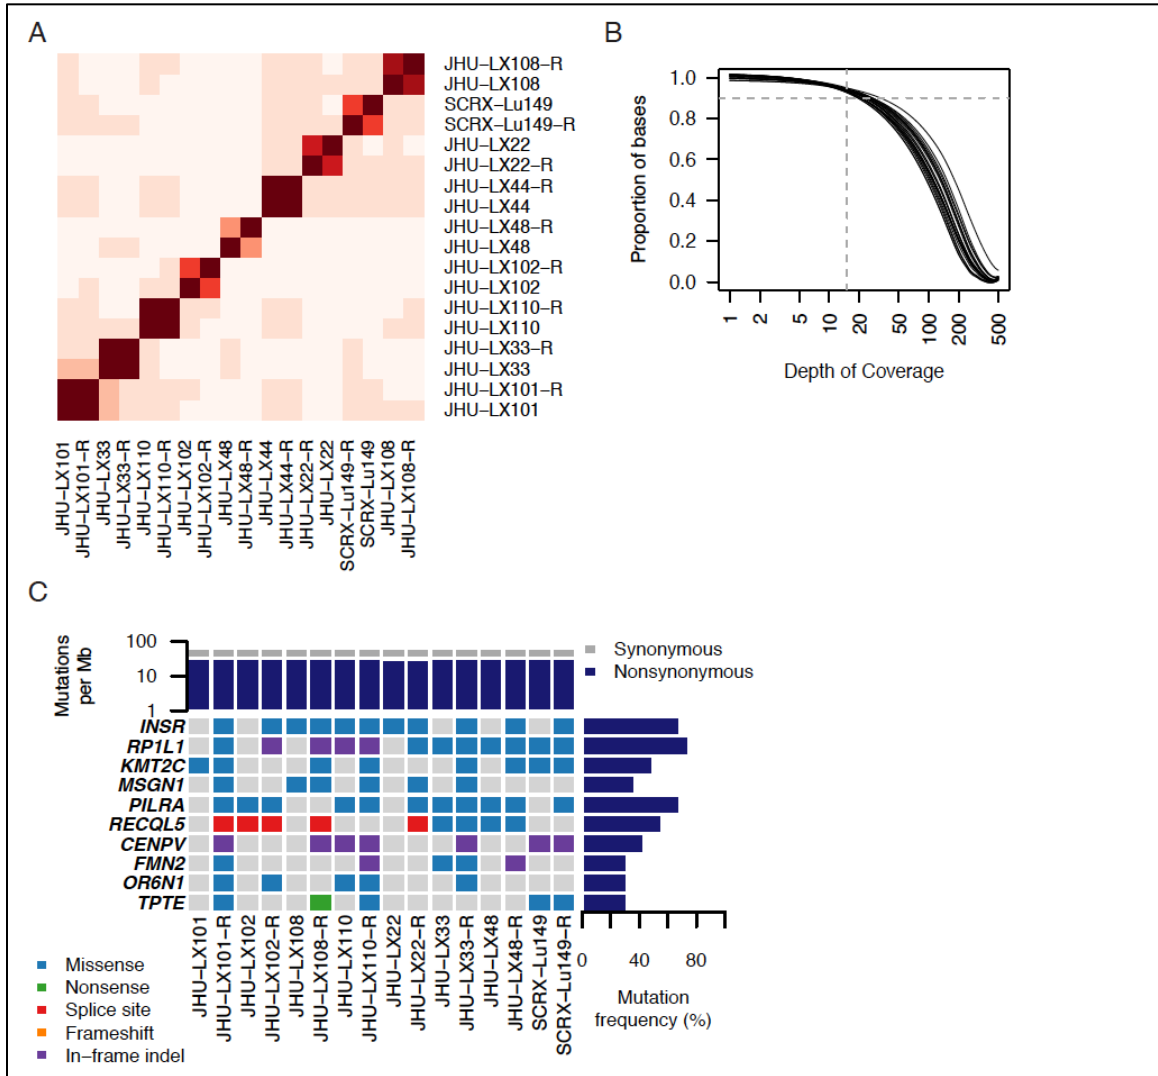 A
JHU-LX108-R
JHU-LX108
SCRX-Lu149
SCRX-Lu149-R
JHU-LX22
JHU-LX22-R
JHU-LX44-R
JHU-LX44
JHU-LX48-R
JHU-LX48
JHU-LX102-R
JHU-LX102
JHU-LX110-R
JHU-LX110
JHU-LX33-R
JHU-LX33
JHU-LX101-R
JHU-LX101
JHU-LX101
JHU-LX101-R
JHU-LX33
JHU-LX33-R
JHU-LX110
JHU-LX110-R
JHU-LX102
JHU-LX102-R
JHU-LX48
JHU-LX48-R
JHU-LX44
JHU-LX44-R
JHU-LX22-R
JHU-LX22
SCRX-Lu149-R
SCRX-Lu149
JHU-LX108
JHU-LX108-R
B
Proportion of bases
1.0
0.8
0.6
0.4
0.2
0.0
1
2
5
10
20
50
100
200
500
Depth of Coverage
C
Mutations
per Mb
100
10
1
Synonymous
Nonsynonymous
INSR
RP1L1
KMT2C
MSGN1
PILRA
RECQL5
CENPV
FMN2
OR6N1
TPTE
JHU-LX101
JHU-LX101-R
JHU-LX102
JHU-LX102-R
JHU-LX108
JHU-LX108-R
JHU-LX110
JHU-LX110-R
JHU-LX22
JHU-LX22-R
JHU-LX33
JHU-LX33-R
JHU-LX48
JHU-LX48-R
SCRX-Lu149
SCRX-Lu149-R
0 40 80
Mutation
frequency (%)
Missense
Nonsense
Splice site
Frameshift
In-frame indel